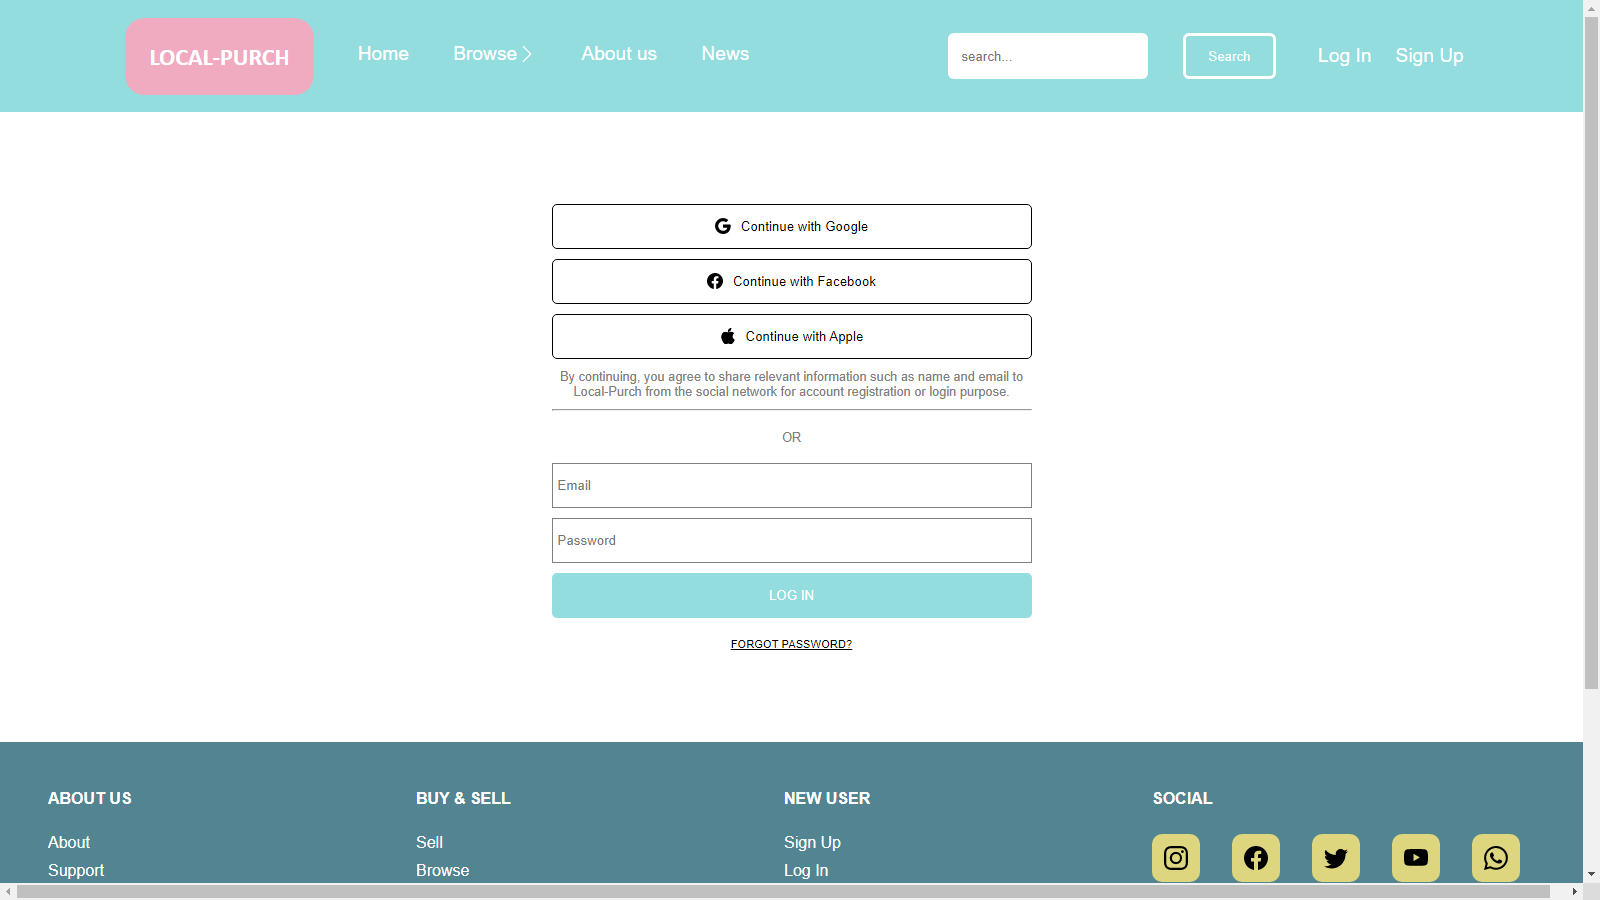 LOCAL-PURCH
Home
Browse
About us
News
search...
Search
Log In
Sign Up
Continue with Google
Continue with Facebook
Continue with Apple
By continuing, you agree to share relevant information such as name and email to
Local-Purch from the social network for account registration or login purpose.
OR
Email
Password
LOG IN
FORGOT PASSWORD?
ABOUT US
About
Support
BUY & SELL
Sell
Browse
NEW USER
Sign Up
Log In
SOCIAL